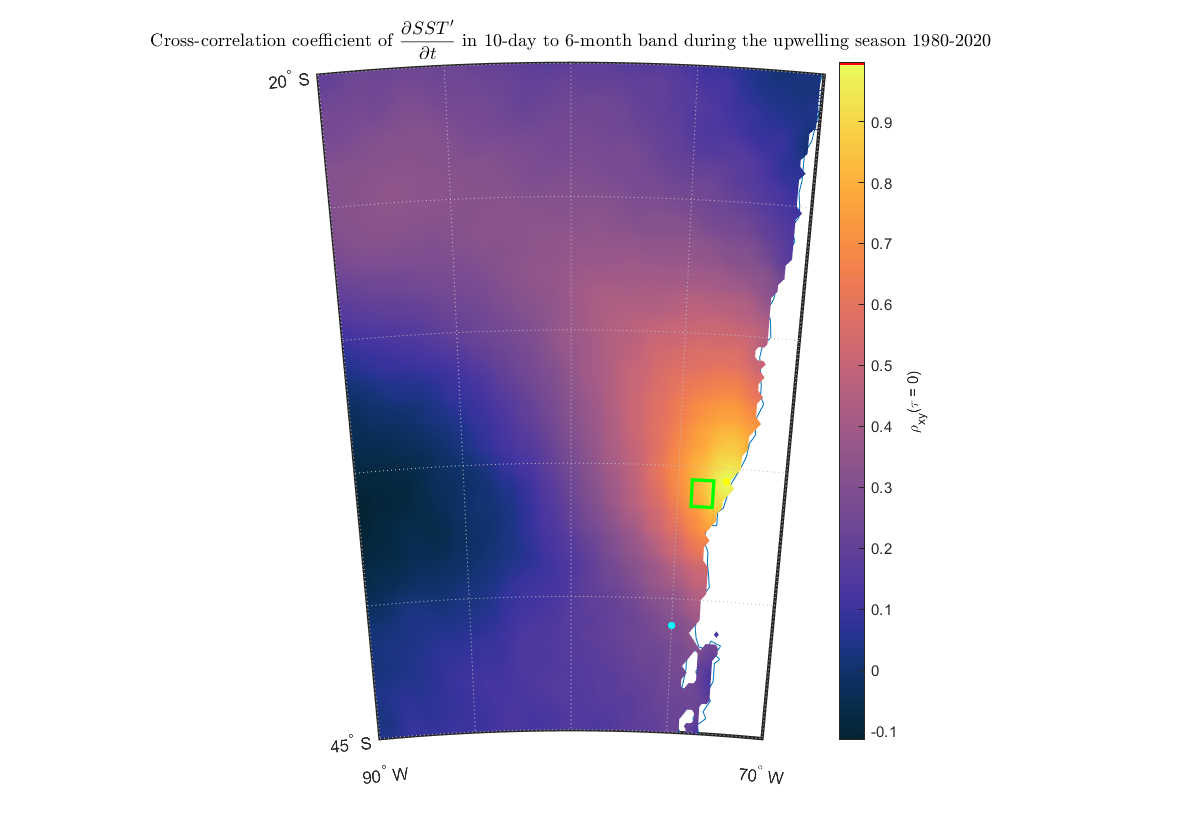 Cross-correlation coefficient of ∂SST′/∂t in 10-day to 6-month band during the upwelling season 1980-2020
20° S
45° S
90° W
70° W
0.9
0.8
0.7
0.6
0.5
0.4
0.3
0.2
0.1
0
-0.1
ρxy(τ = 0)